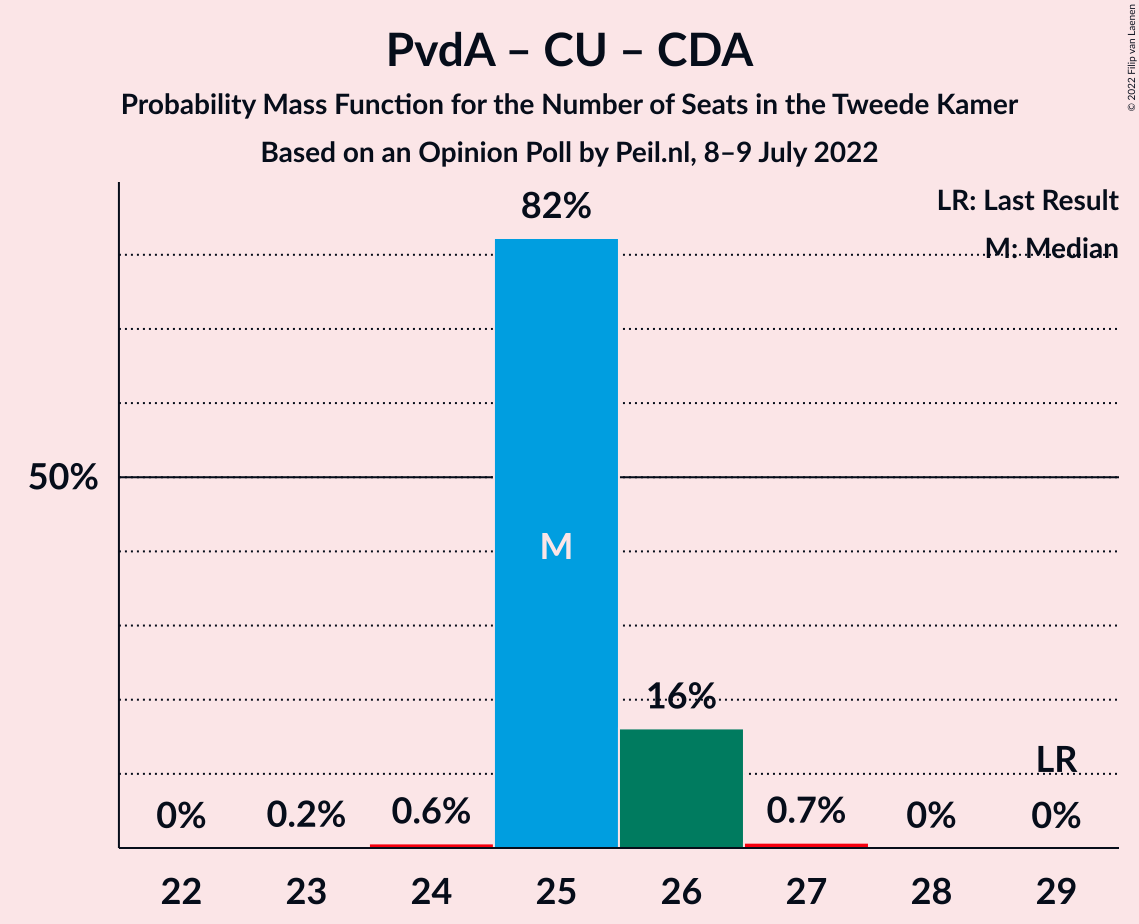 PvdA – CU – CDA
Probability Mass Function for the Number of Seats in the Tweede Kamer
Based on an Opinion Poll by Peil.nl, 8–9 July 2022
© 2022 Filip van Laenen
LR: Last Result
M: Median
82%
50%
M
16%
LR
0% 0.2% 0.6% 0.7% 0% 0%
22 23 24 25 26 27 28 29